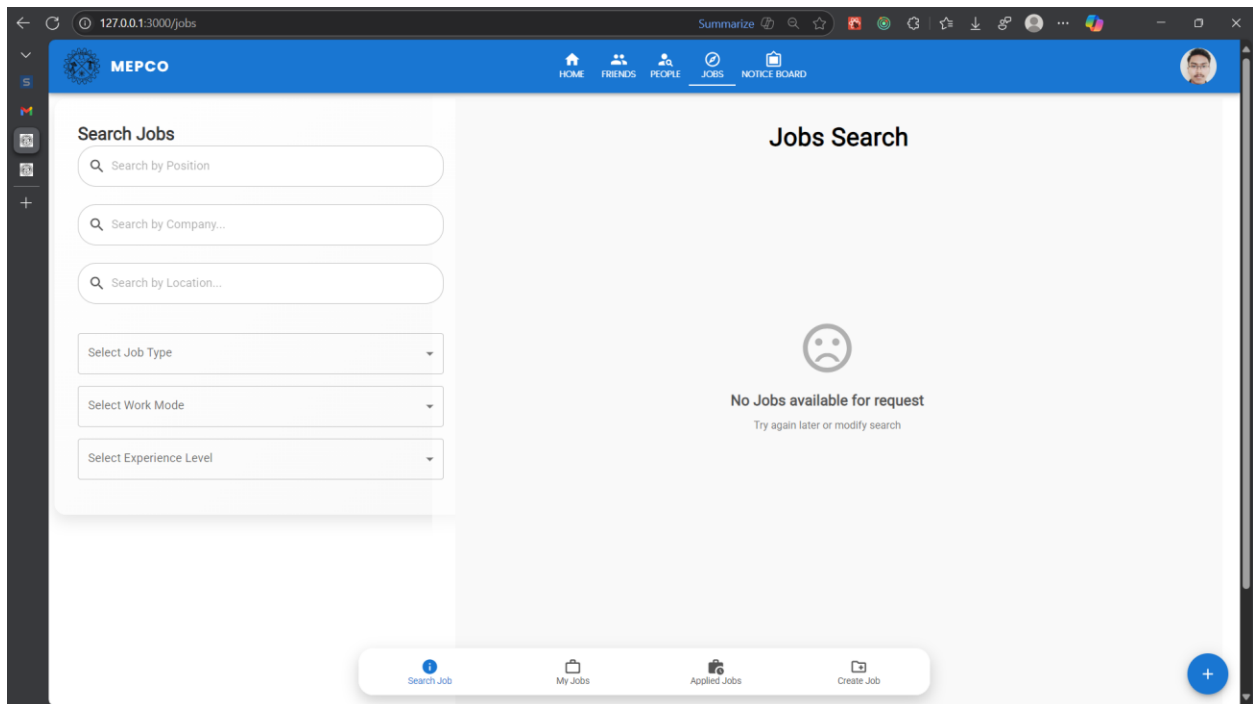 127.0.0.1:3000/jobs
Summarize
MEPCO
HOME
FRIENDS
PEOPLE
JOBS
NOTICE BOARD
Search Jobs
Search by Position
Search by Company...
Search by Location...
Select Job Type
Select Work Mode
Select Experience Level
Jobs Search
No Jobs available for request
Try again later or modify search
Search Job
My Jobs
Applied Jobs
Create Job